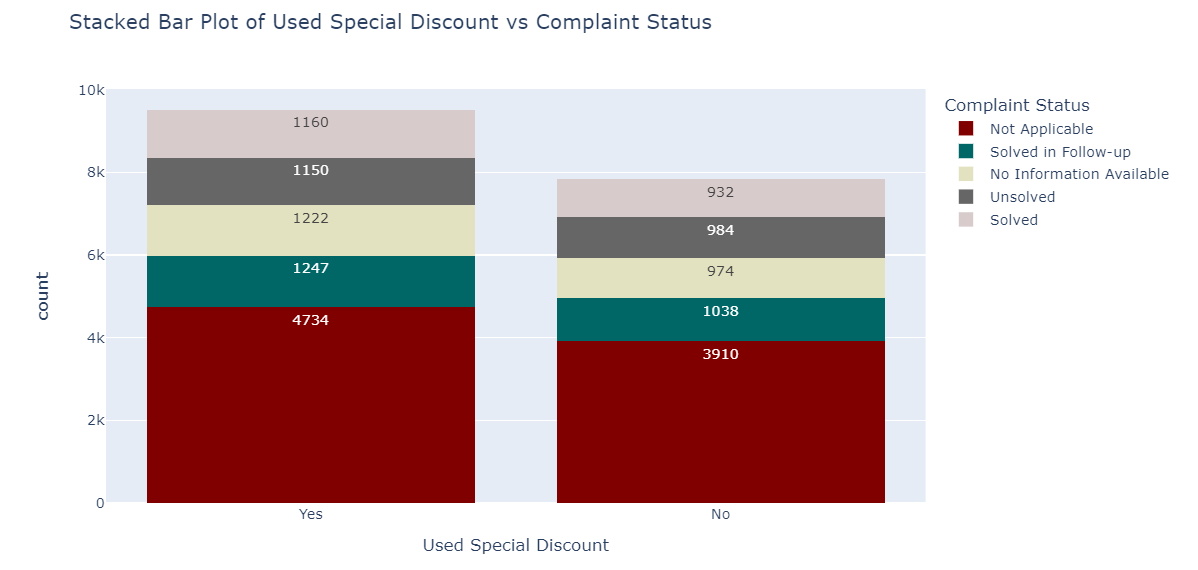 Stacked Bar Plot of Used Special Discount vs Complaint Status
10k
8k
6k
4k
2k
0
count
1160
1150
1222
1247
4734
932
984
974
1038
3910
Yes
No
Used Special Discount
Complaint Status
Not Applicable
Solved in Follow-up
No Information Available
Unsolved
Solved